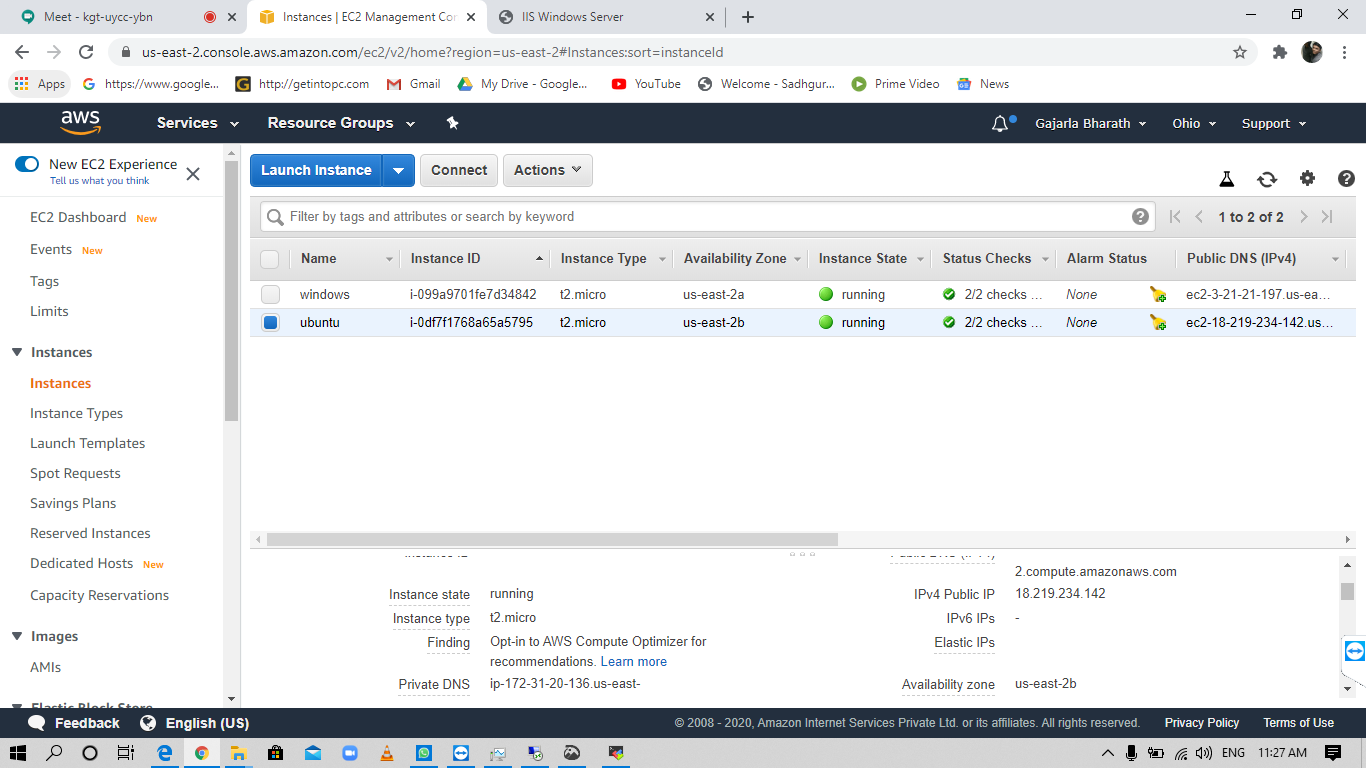 Meet - kgt-uycc-ybn
Instances | EC2 Management Con
IIS Windows Server
us-east-2.console.aws.amazon.com/ec2/v2/home?region=us-east-2#Instances:sort=instanceId
Apps https://www.google... http://getintopc.com Gmail My Drive - Google... YouTube Welcome - Sadhgur... Prime Video News
aws Services Resource Groups Gajarla Bharath Ohio Support
New EC2 Experience
Tell us what you think
EC2 Dashboard New
Events New
Tags
Limits
Instances
Instances
Instance Types
Launch Templates
Spot Requests
Savings Plans
Reserved Instances
Dedicated Hosts New
Capacity Reservations
Images
AMIs
Elastic Block Store
Launch Instance Connect Actions
Filter by tags and attributes or search by keyword 1 to 2 of 2
Name Instance ID Instance Type Availability Zone Instance State Status Checks Alarm Status Public DNS (IPv4)
windows i-099a9701fe7d34842 t2.micro us-east-2a running 2/2 checks ... None ec2-3-21-21-197.us-ea...
ubuntu i-0df7f1768a65a5795 t2.micro us-east-2b running 2/2 checks ... None ec2-18-219-234-142.us...
Instance ID Public DNS (IPv4)
2.compute.amazonaws.com
Instance state running IPv4 Public IP 18.219.234.142
Instance type t2.micro IPv6 IPs -
Finding Opt-in to AWS Compute Optimizer for Elastic IPs
recommendations. Learn more
Private DNS ip-172-31-20-136.us-east- Availability zone us-east-2b
Feedback English (US) © 2008 - 2020, Amazon Internet Services Private Ltd. or its affiliates. All rights reserved. Privacy Policy Terms of Use
ENG 11:27 AM